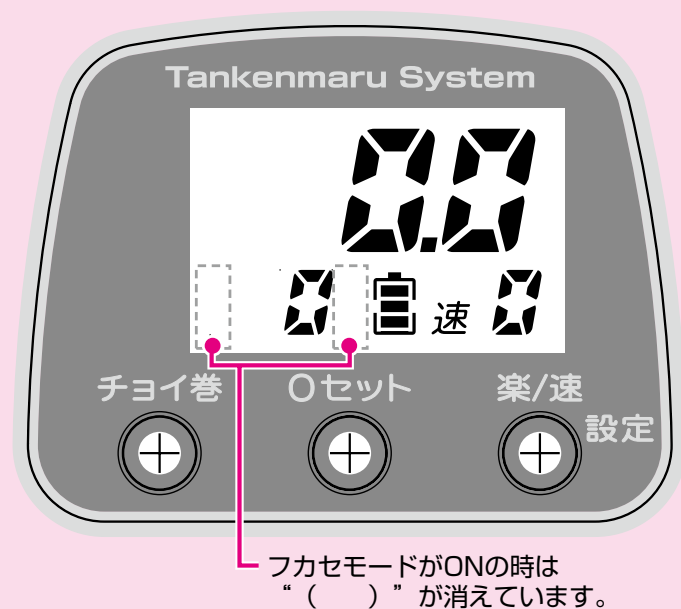 Tankenmaru System
0.0
0 速 0
チョイ巻 0セット 楽/速
設定
フカセモードがONの時は
“（　　）”が消えています。